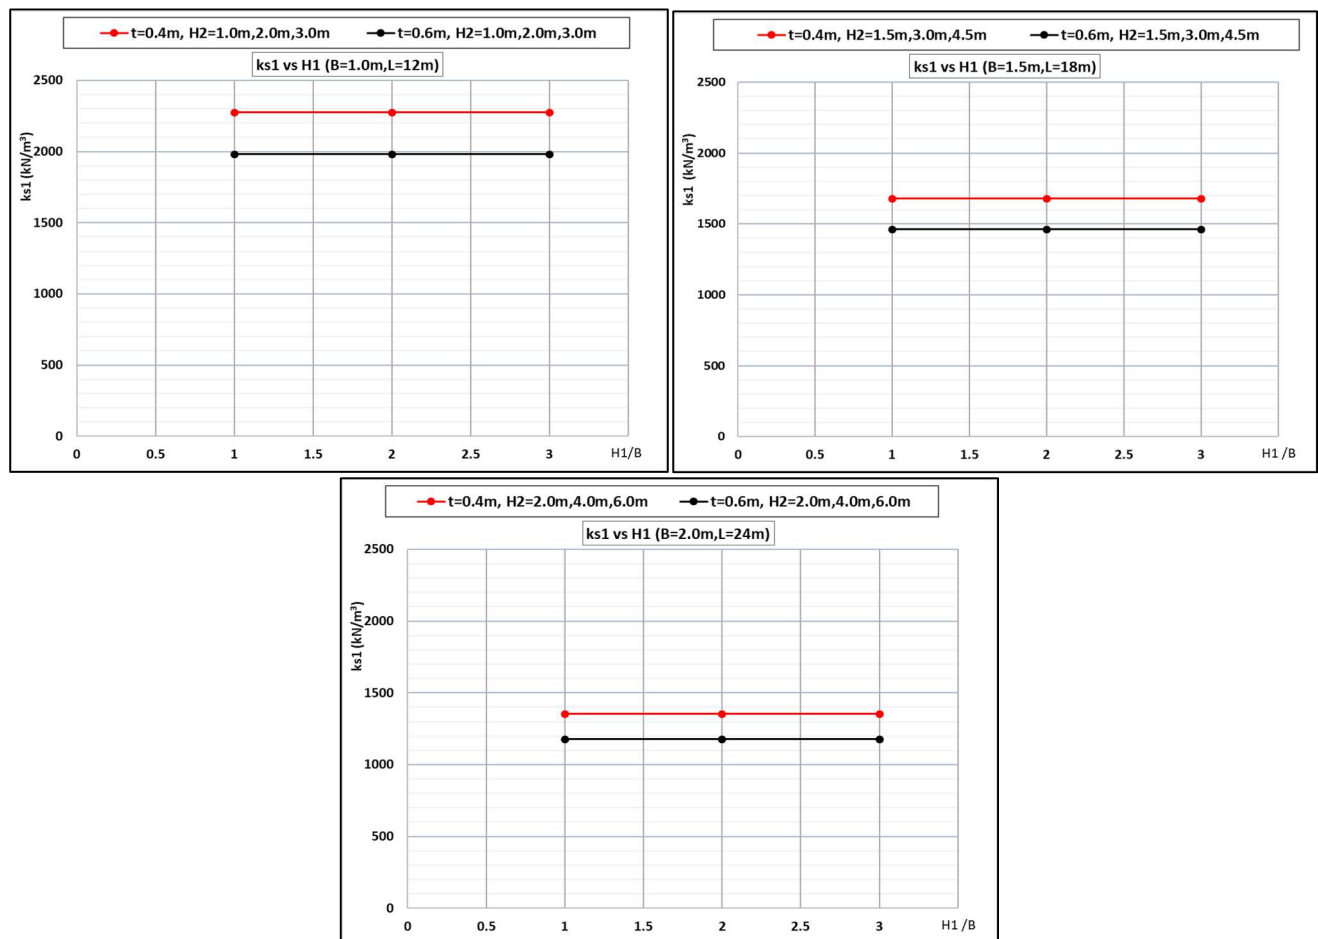 t=0.4m, H2=1.0m,2.0m,3.0m t=0.6m, H2=1.0m,2.0m,3.0m
ks1 vs H1 (B=1.0m,L=12m)
ks1 (kN/m³)
2500
2000
1500
1000
500
0
0 0.5 1 1.5 2 2.5 3 H1/B
t=0.4m, H2=1.5m,3.0m,4.5m t=0.6m, H2=1.5m,3.0m,4.5m
ks1 vs H1 (B=1.5m,L=18m)
ks1 (kN/m³)
2500
2000
1500
1000
500
0
0 0.5 1 1.5 2 2.5 3 H1/B
t=0.4m, H2=2.0m,4.0m,6.0m t=0.6m, H2=2.0m,4.0m,6.0m
ks1 vs H1 (B=2.0m,L=24m)
ks1 (kN/m³)
2500
2000
1500
1000
500
0
0 0.5 1 1.5 2 2.5 3 H1/B